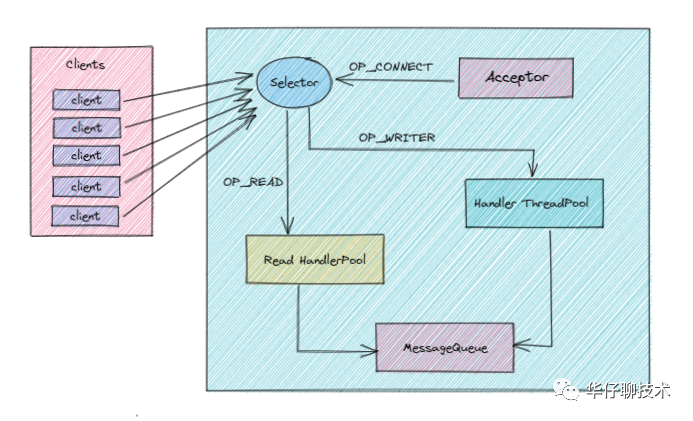 Clients
client
client
client
client
client
Selector
OP_CONNECT
Acceptor
OP_WRITER
OP_READ
Handler ThreadPool
Read HandlerPool
MessageQueue
华仔聊技术